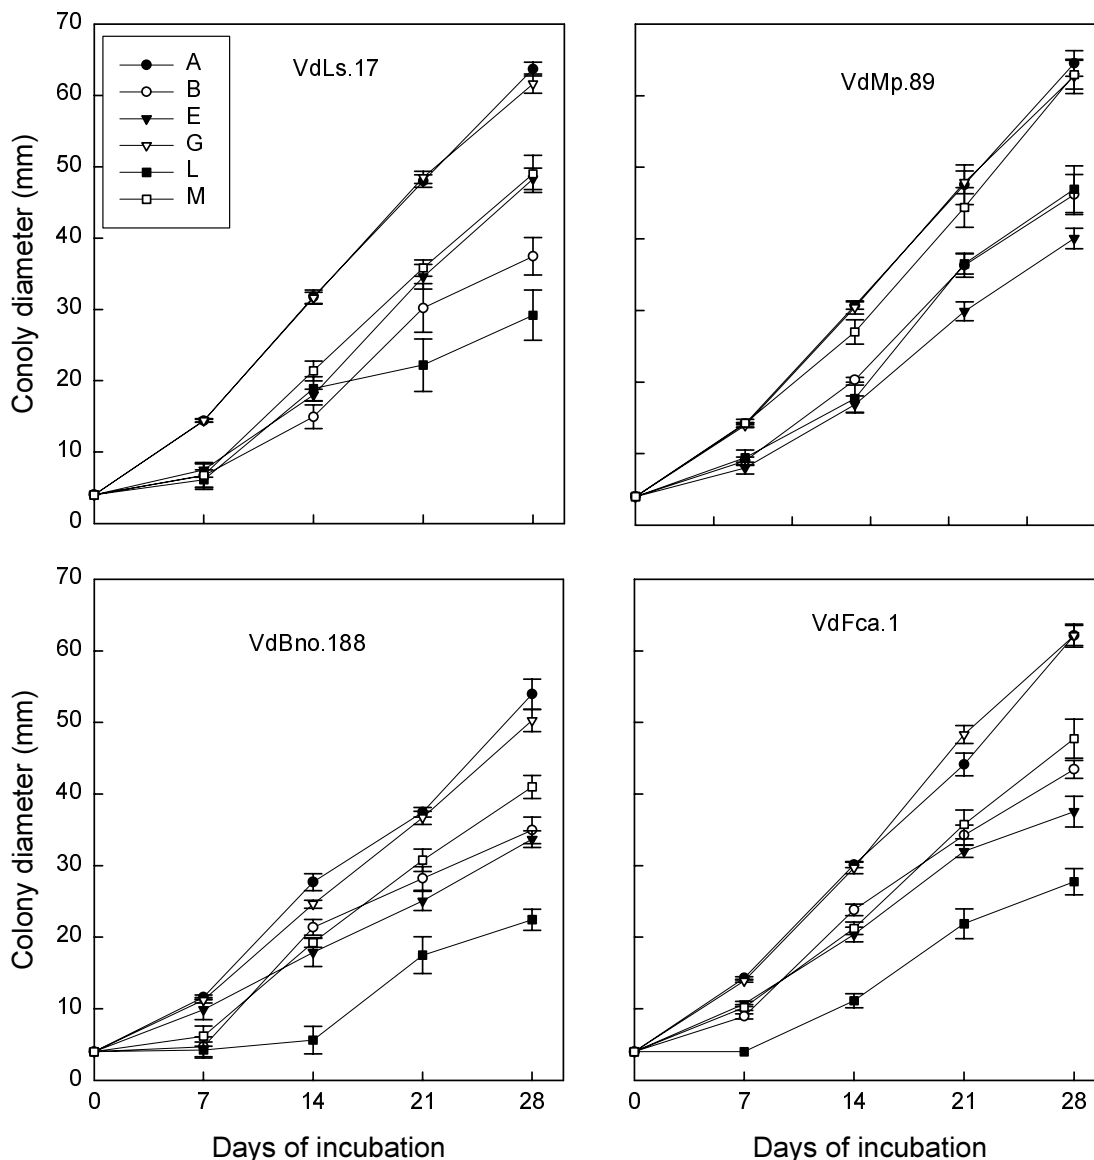 70
60
50
40
30
20
10
0
Conoly diameter (mm)
A
B
E
G
L
M
VdLs.17
VdMp.89
70
60
50
40
30
20
10
0
Colony diameter (mm)
VdBno.188
VdFca.1
0 7 14 21 28
0 7 14 21 28
Days of incubation
Days of incubation